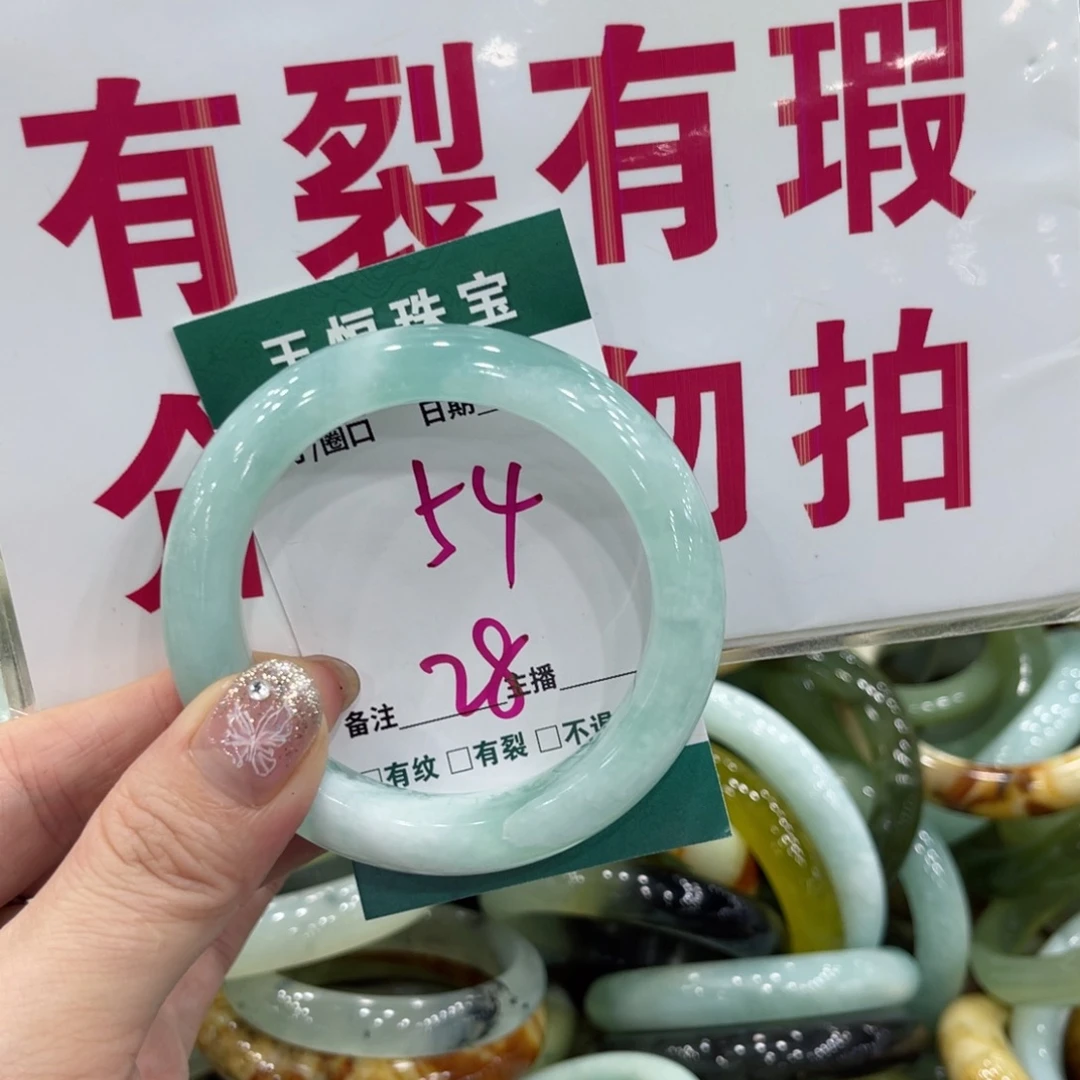 有裂有瑕
勿拍
玉恒珠宝
/圈口 日期
54
28
备注 主播
□有纹 □有裂 □不退